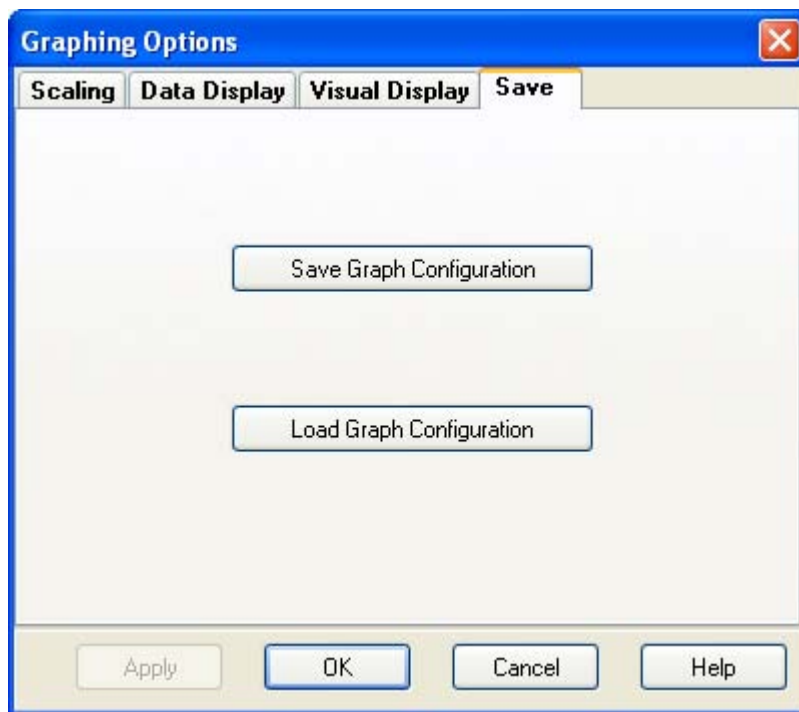 Graphing Options
Scaling Data Display Visual Display Save
Save Graph Configuration
Load Graph Configuration
Apply OK Cancel Help